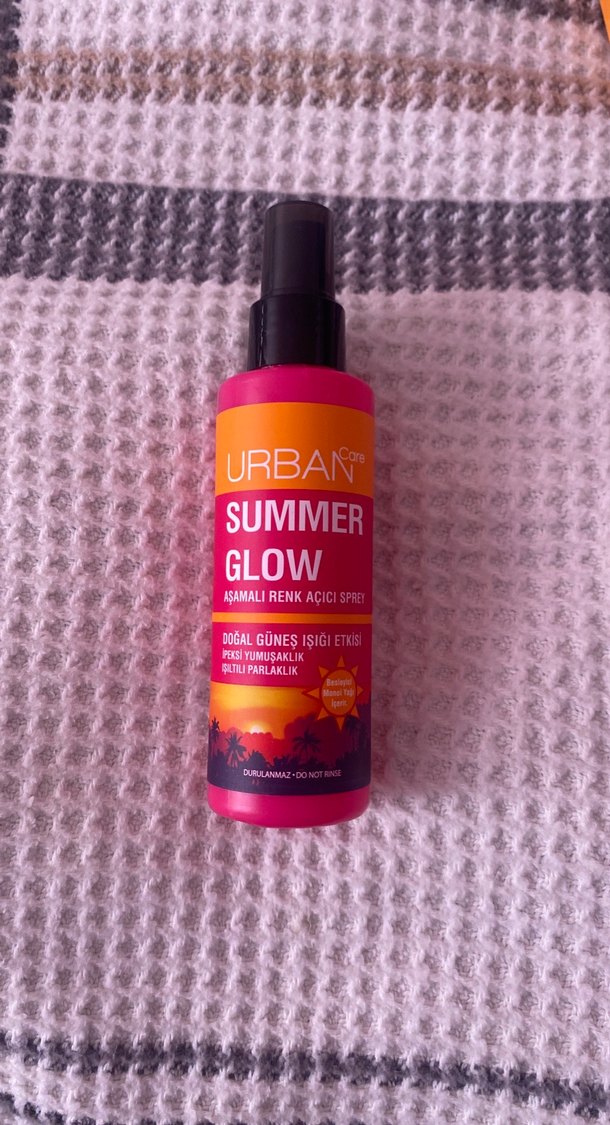 URBAN Care
SUMMER
GLOW
AŞAMALI RENK AÇICI SPREY
DOĞAL GÜNEŞ IŞIĞI ETKİSİ
İPEKSİ YUMUŞAKLIK
IŞILTILI PARLAKLIK
Besleyici
Monoi Yağı
İçerir.
DURULANMAZ • DO NOT RINSE